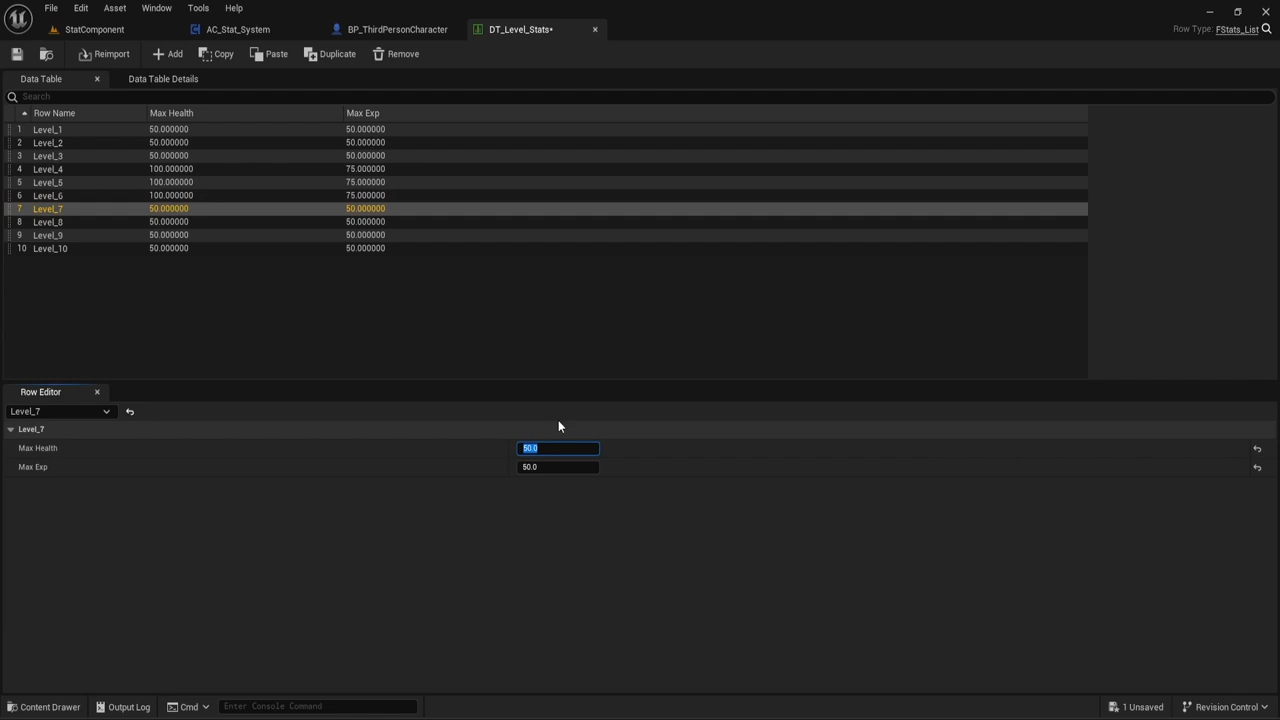 File Edit Asset Window Tools Help
StatComponent AC_Stat_System BP_ThirdPersonCharacter DT_Level_Stats* Row Type: FStats_List
Reimport Add Copy Paste Duplicate Remove
Data Table Data Table Details
Search
Row Name Max Health Max Exp
1 Level_1 50.000000 50.000000
2 Level_2 50.000000 50.000000
3 Level_3 50.000000 50.000000
4 Level_4 100.000000 75.000000
5 Level_5 100.000000 75.000000
6 Level_6 100.000000 75.000000
7 Level_7 50.000000 50.000000
8 Level_8 50.000000 50.000000
9 Level_9 50.000000 50.000000
10 Level_10 50.000000 50.000000
Row Editor
Level_7
Level_7
Max Health 50.0
Max Exp 50.0
Content Drawer Output Log Cmd Enter Console Command 1 Unsaved Revision Control